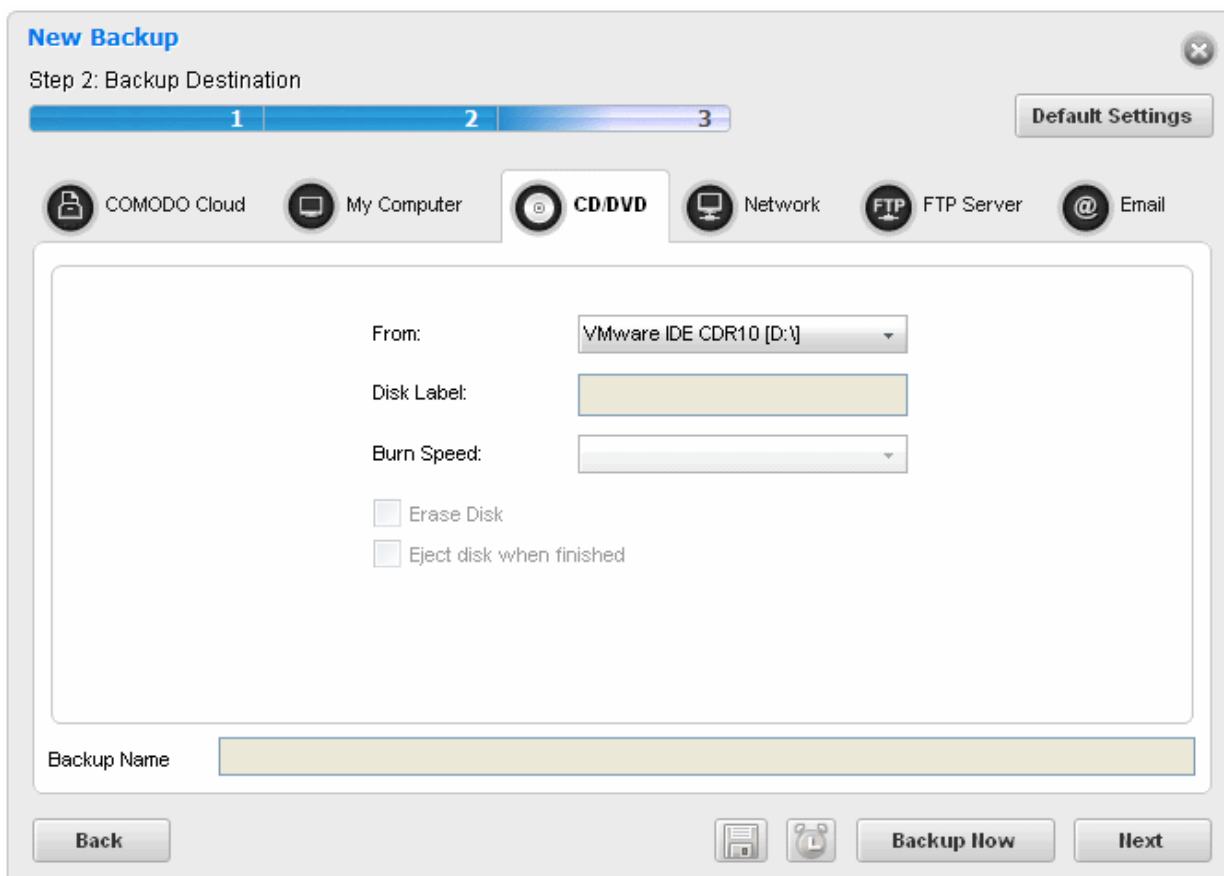 New Backup
Step 2: Backup Destination
1 2 3
Default Settings
COMODO Cloud
My Computer
CD/DVD
Network
FTP
FTP Server
@
Email
From:
VMware IDE CDR10 [D:\]
Disk Label:
Burn Speed:
Erase Disk
Eject disk when finished
Backup Name
Back
Backup Now
Next